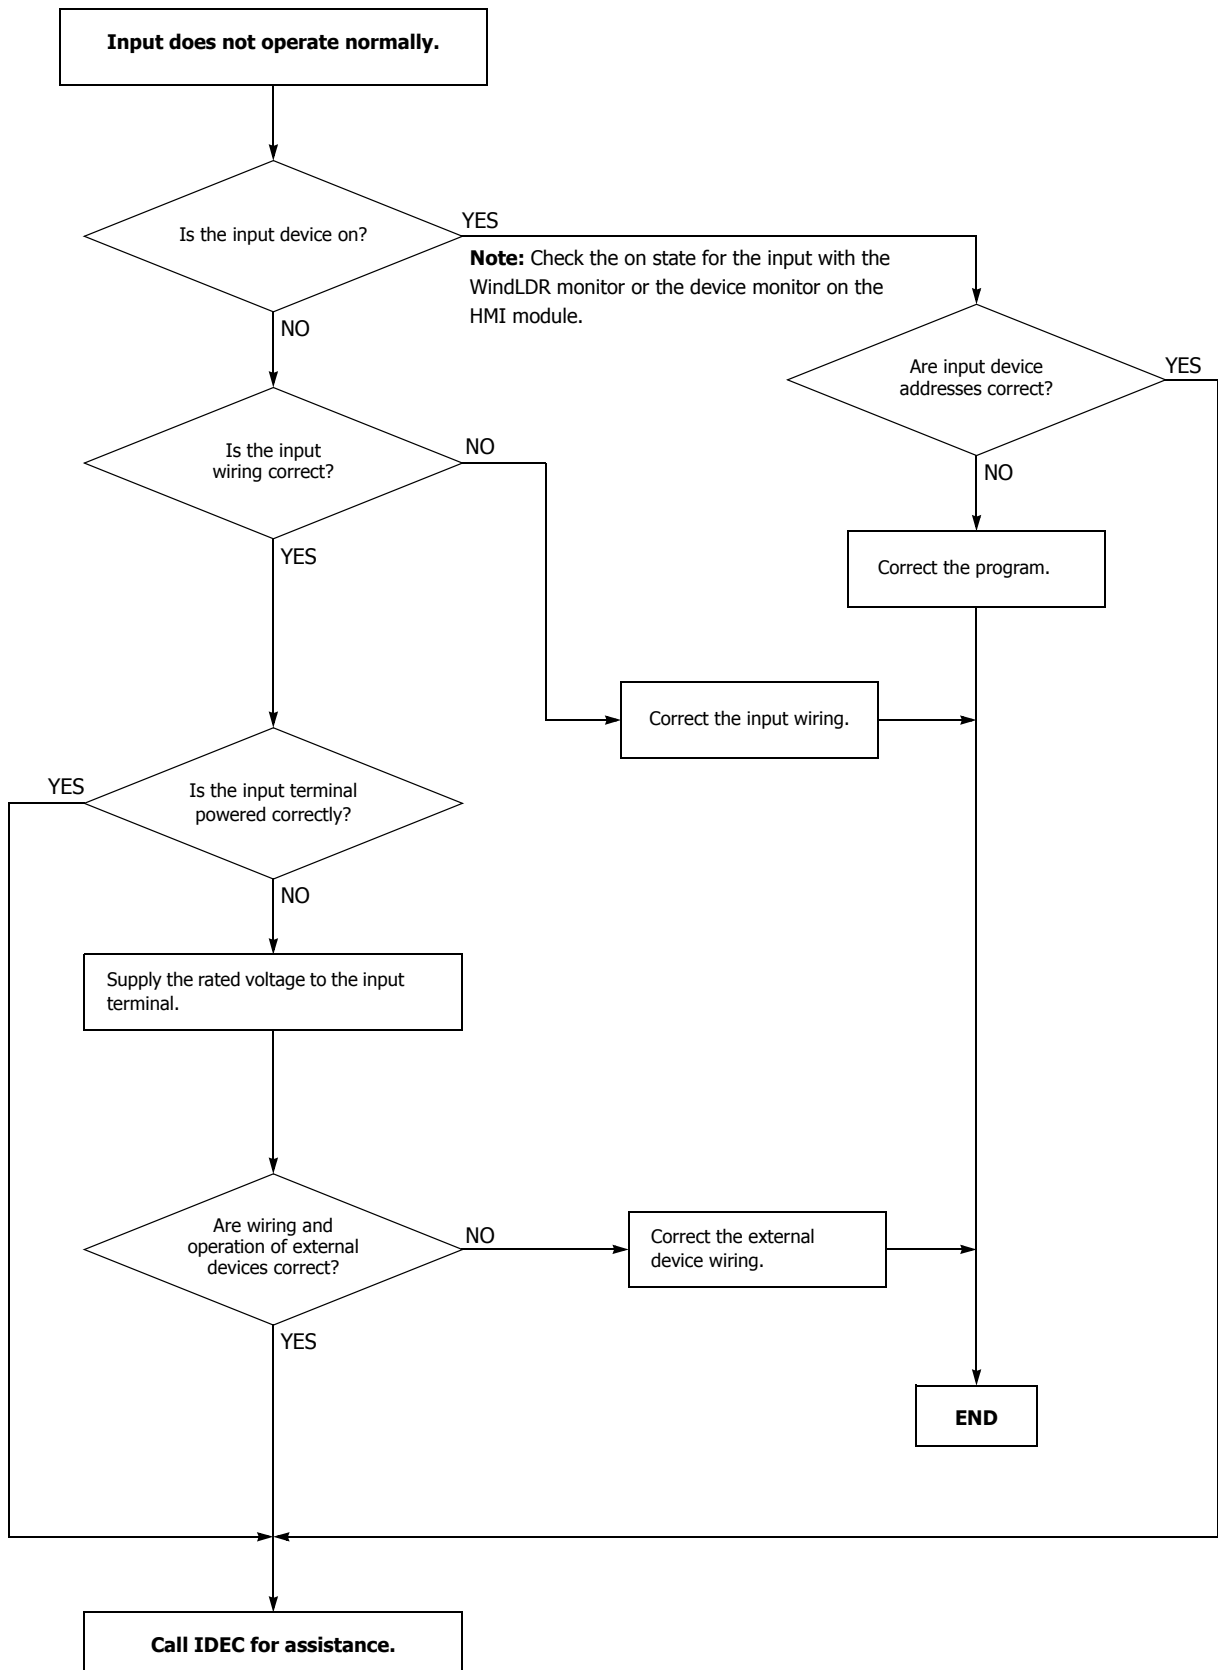 Input does not operate normally.
Is the input device on?
YES
Note: Check the on state for the input with the
WindLDR monitor or the device monitor on the
HMI module.
NO
Are input device
addresses correct?
YES
NO
Is the input
wiring correct?
NO
YES
Correct the program.
Correct the input wiring.
Is the input terminal
powered correctly?
YES
NO
Supply the rated voltage to the input
terminal.
Are wiring and
operation of external
devices correct?
NO
Correct the external
device wiring.
YES
END
Call IDEC for assistance.